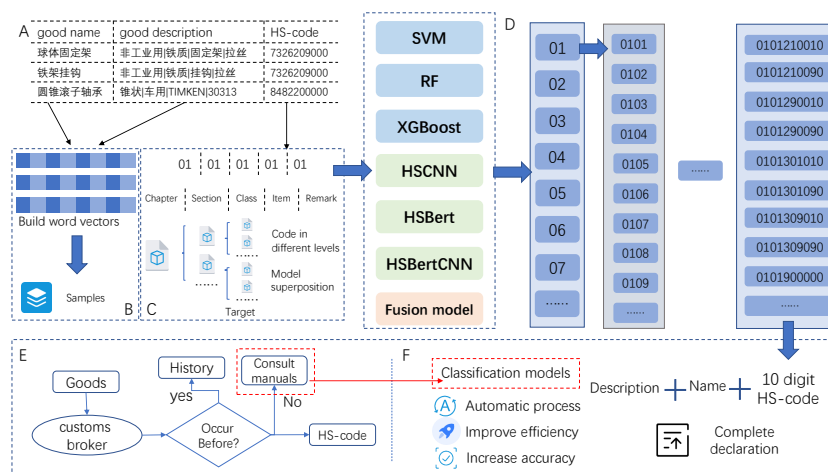 A
good name good description HS-code
球体固定架 非工业用|铁质|固定架|拉丝 7326209000
铁架挂钩 非工业用|铁质|挂钩|拉丝 7326209000
圆锥滚子轴承 锥状|车用|TIMKEN|30313 8482200000
Build word vectors
Samples
B
01 01 01 01 01
Chapter Section Class Item Remark
Code in
different levels
Model
superposition
......
......
......
Target
C
SVM
RF
XGBoost
HSCNN
HSBert
HSBertCNN
Fusion model
D
01
02
03
04
05
06
07
......
0101
0102
0103
0104
0105
0106
0107
0108
0109
......
......
0101210010
0101210090
0101290010
0101290090
0101301010
0101301090
0101309010
0101309090
0101900000
......
E
Goods
customs
broker
History
yes
Occur
Before?
Consult
manuals
No
HS-code
F
Classification models
Automatic process
Improve efficiency
Increase accuracy
Description + Name + 10 digit
HS-code
Complete
declaration